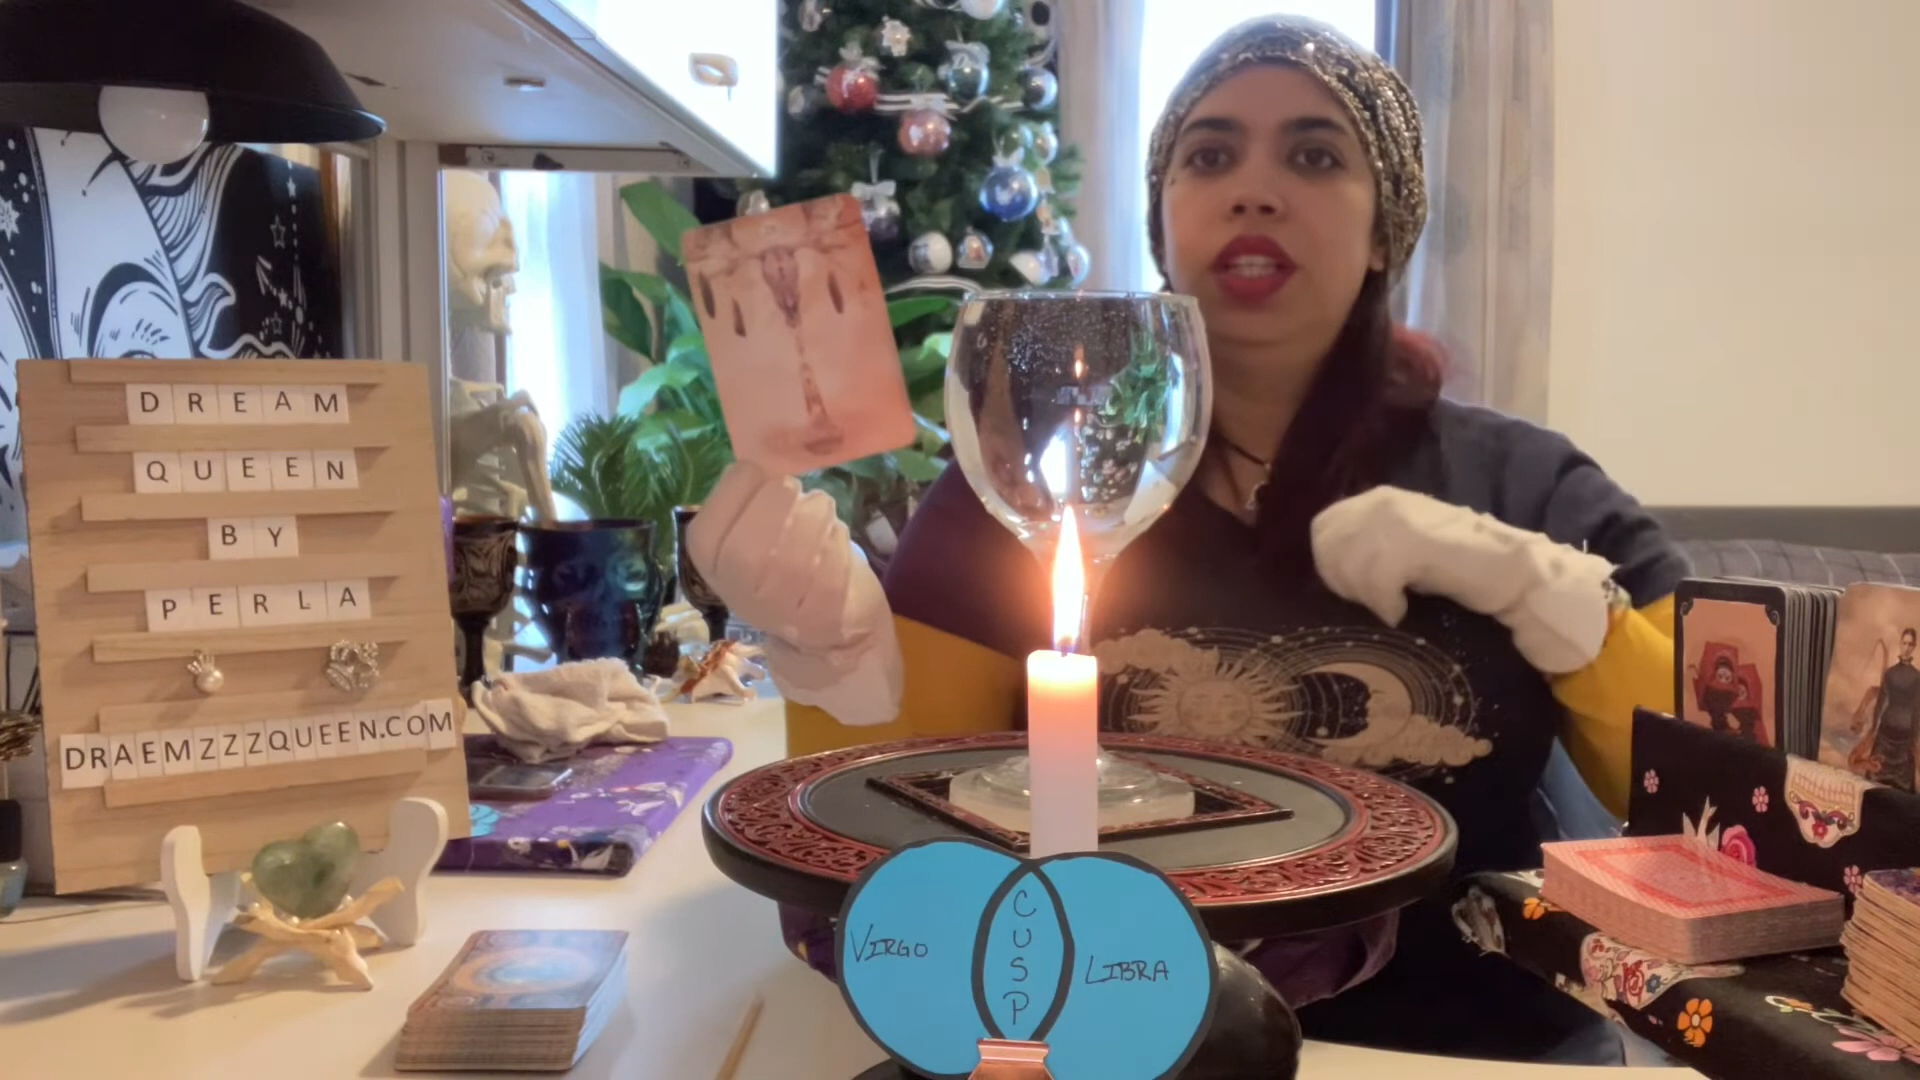 DREAM
QUEEN
BY
PERLA
DRAEMZZZQUEEN.COM
VIRGO
CUSP
LIBRA